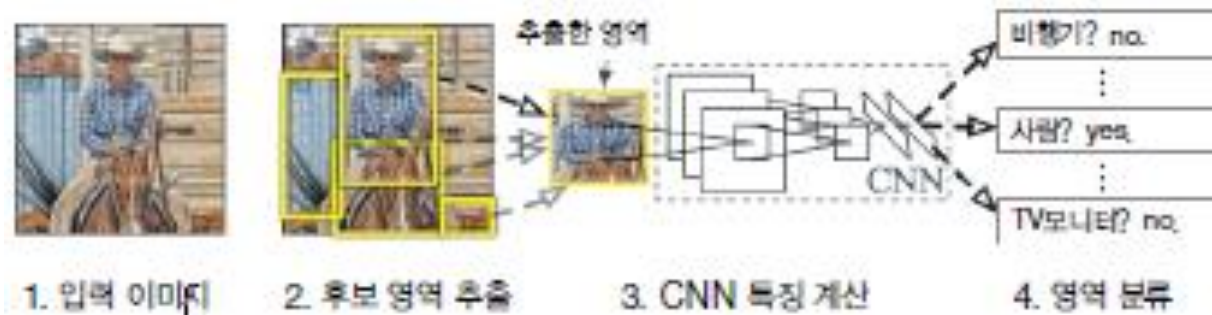 추출한 영역
비행기? no.
⋮
사람? yes.
⋮
TV모니터? no.
CNN
1. 입력 이미지
2. 후보 영역 추출
3. CNN 특징 계산
4. 영역 분류